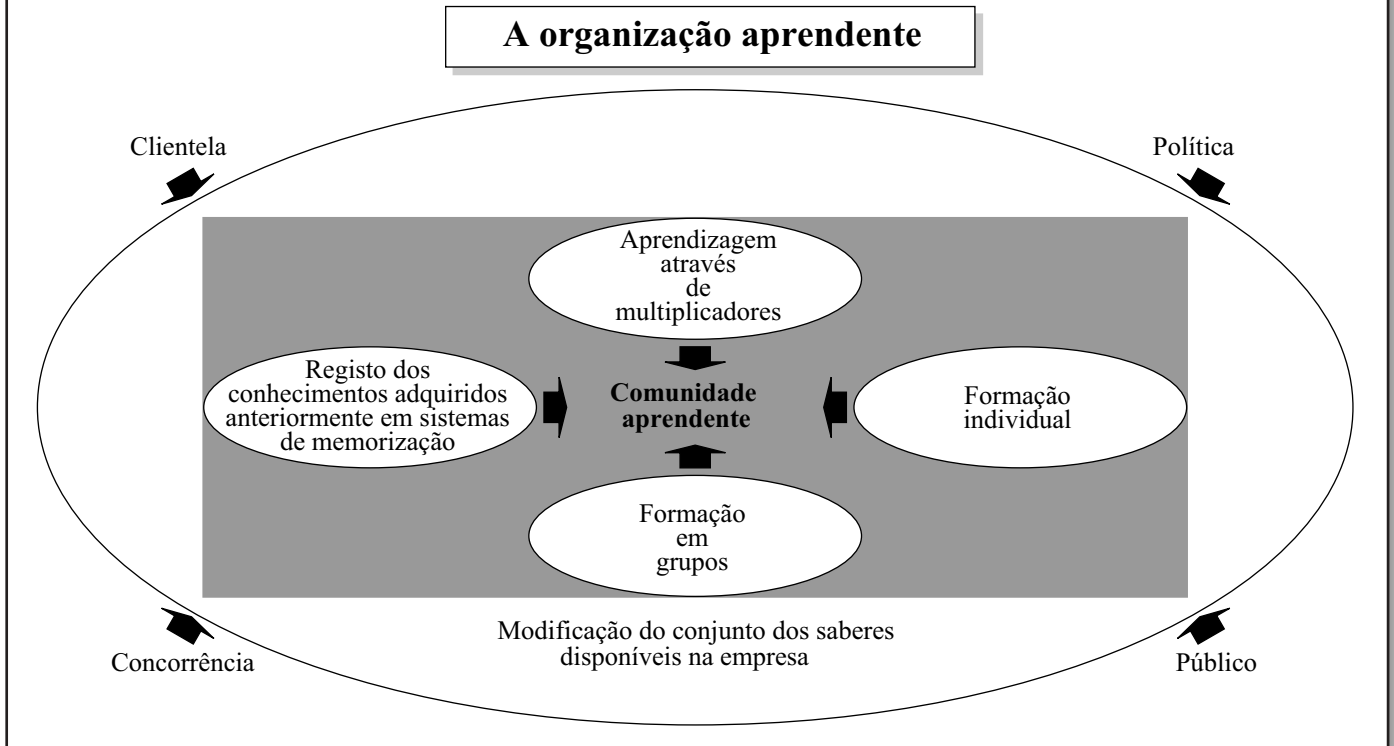 A organização aprendente
Clientela
Política
Aprendizagem
através
de
multiplicadores
Registo dos
conhecimentos adquiridos
anteriormente em sistemas
de memorização
Comunidade
aprendente
Formação
individual
Formação
em
grupos
Modificação do conjunto dos saberes
disponíveis na empresa
Concorrência
Público